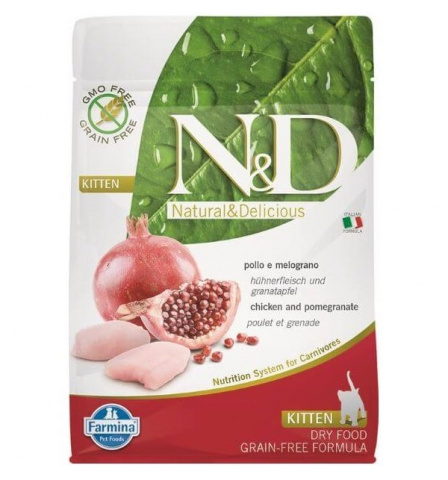 GMO FREE
GRAIN FREE
KITTEN
N&D
Natural&Delicious
ITALIAN
FORMULA
pollo e melograno
hühnerfleisch und
granatapfel
chicken and pomegranate
poulet et grenade
Nutrition System for Carnivores
Farmina
Pet Foods
KITTEN
DRY FOOD
GRAIN-FREE FORMULA